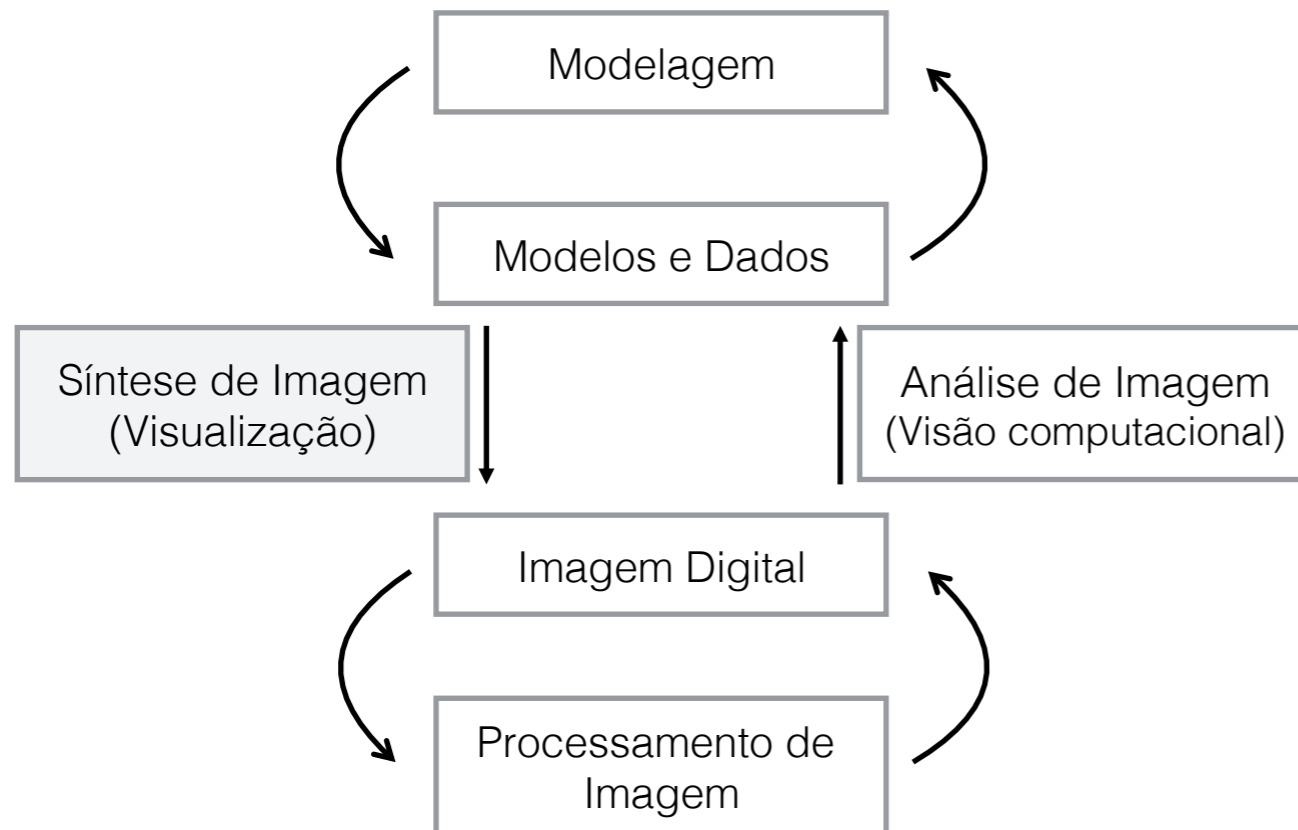 Modelagem
Modelos e Dados
Síntese de Imagem
(Visualização)
Análise de Imagem
(Visão computacional)
Imagem Digital
Processamento de
Imagem